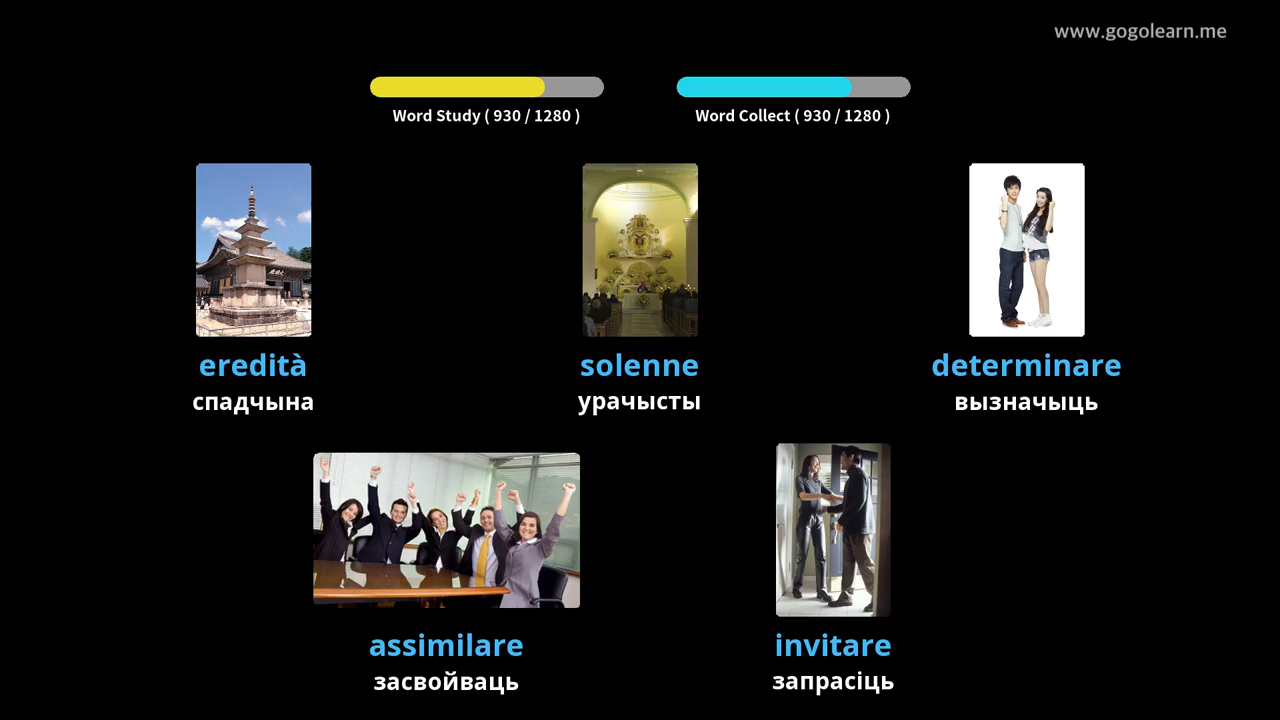 www.gogolearn.me
Word Study ( 930 / 1280 )
Word Collect ( 930 / 1280 )
eredità
спадчына
solenne
урачысты
determinare
вызначыць
assimilare
засвойваць
invitare
запрасіць